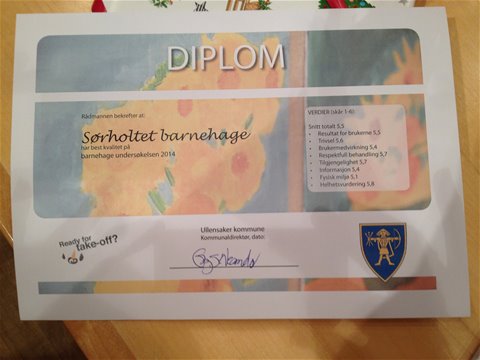 DIPLOM
Rådmannen bekrefter at:
Sørholtet barnehage
har best kvalitet på
barnehage undersøkelsen 2014
VERDIER (skår 1-6):
Snitt totalt 5,5
• Resultat for brukerne 5,5
• Trivsel 5,6
• Brukermedvirkning 5,4
• Respektfull behandling 5,7
• Tilgjengelighet 5,7
• Informasjon 5,4
• Fysisk miljø 5,1
• Helhetsvurdering 5,8
Ready for
take-off?
Ullensaker kommune
Kommunaldirektør, dato: